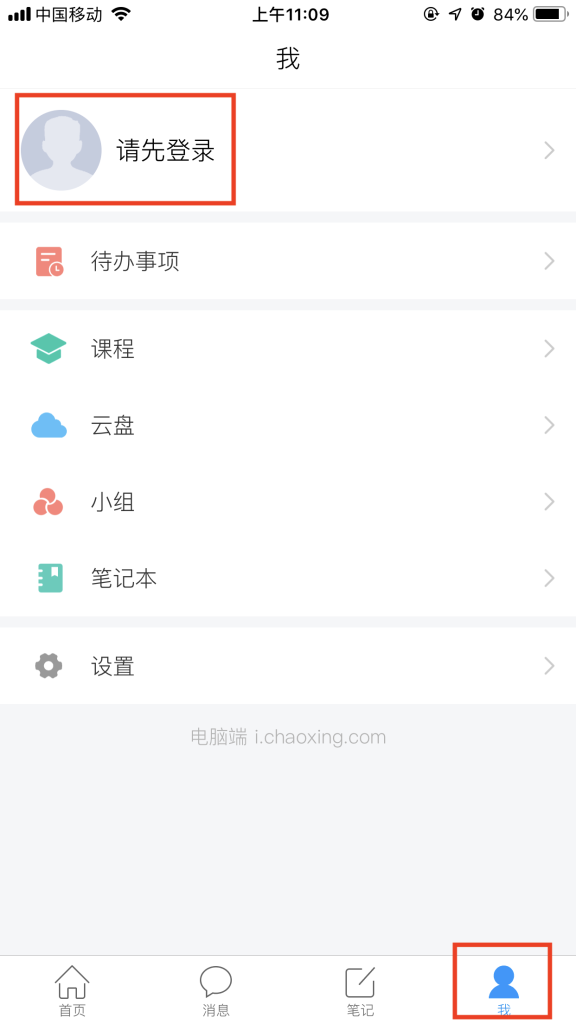 中国移动 上午11:09 84%
我
请先登录
待办事项
课程
云盘
小组
笔记本
设置
电脑端 i.chaoxing.com
首页 消息 笔记 我